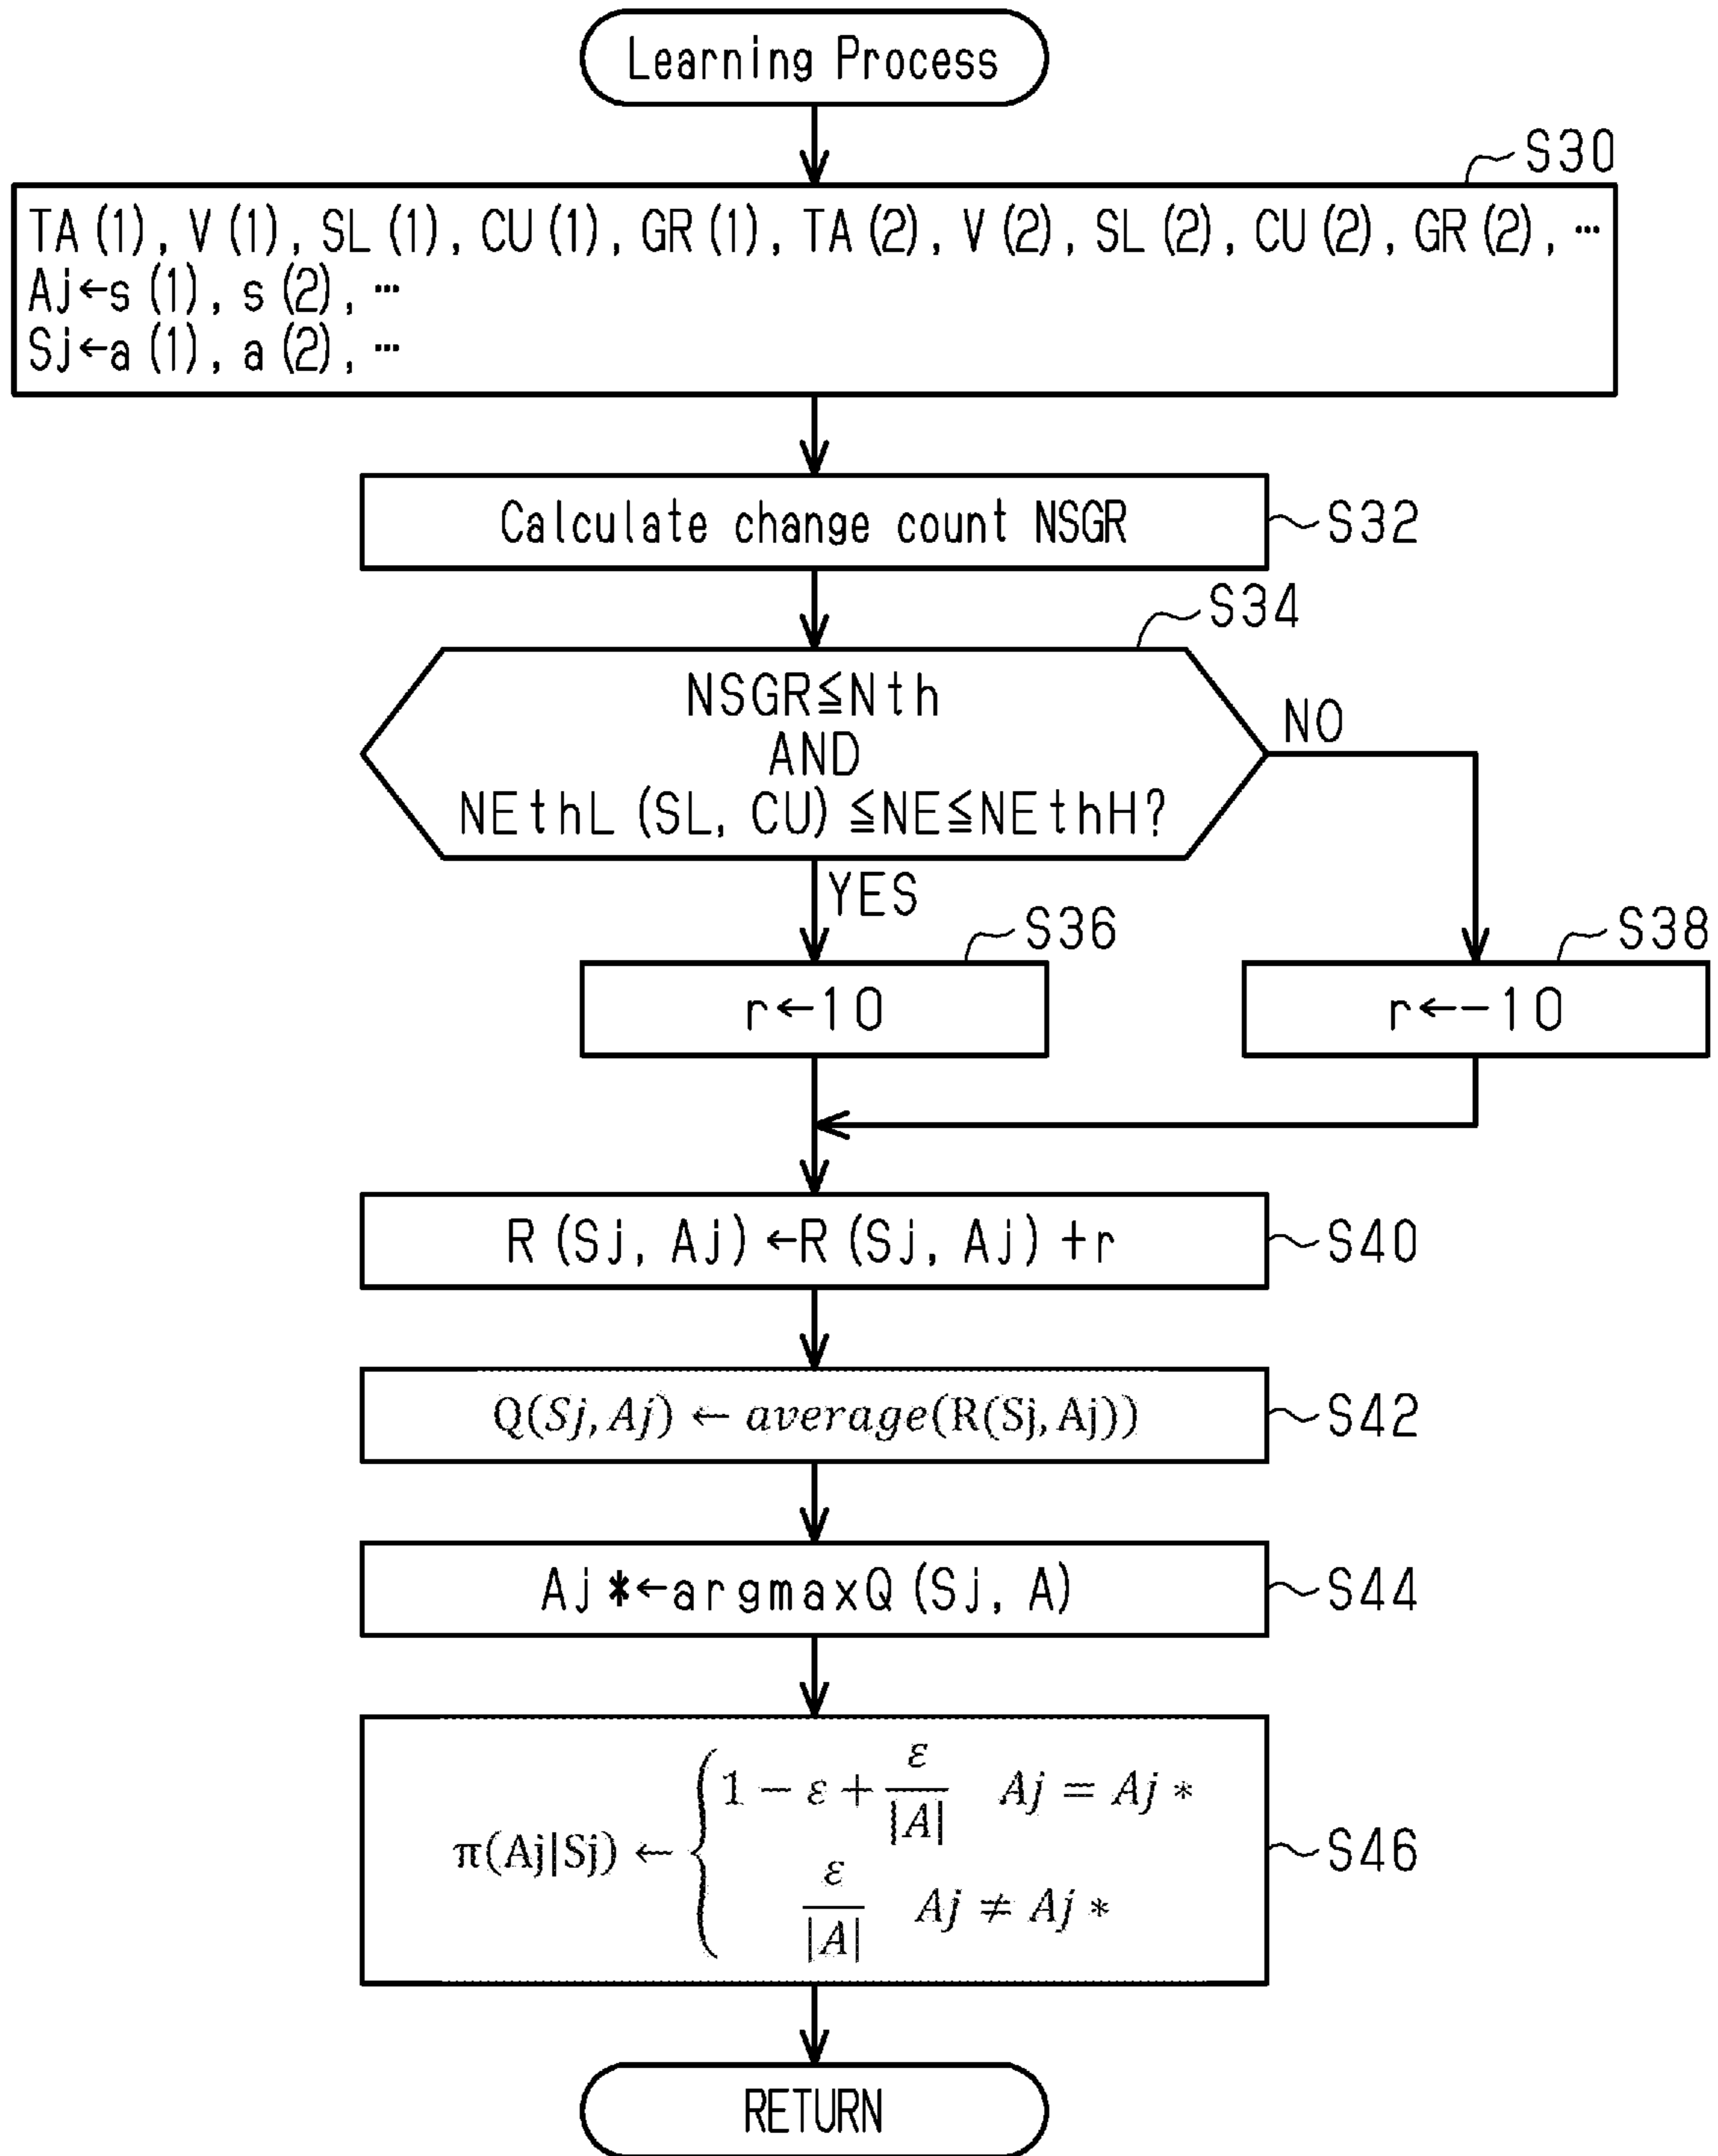 Learning Process
S30
TA(1), V(1), SL(1), CU(1), GR(1), TA(2), V(2), SL(2), CU(2), GR(2), …
Aj←s(1), s(2), …
Sj←a(1), a(2), …
Calculate change count NSGR
S32
S34
NSGR≦Nth
AND
NEthL(SL, CU)≦NE≦NEthH?
NO
YES
S36
S38
r←10
r←-10
R(Sj, Aj)←R(Sj, Aj)+r
S40
Q(Sj, Aj) ← average(R(Sj, Aj))
S42
Aj*←argmaxQ(Sj, A)
S44
π(Aj|Sj) ← { 1 − ε + ε/|A| Aj = Aj *
ε/|A| Aj ≠ Aj *
S46
RETURN